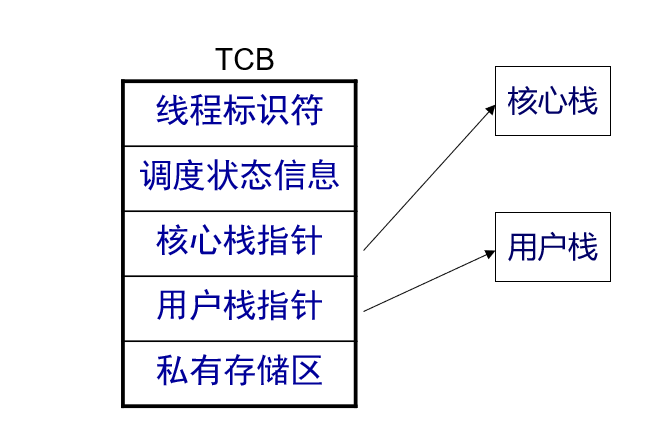 TCB
线程标识符
调度状态信息
核心栈指针
用户栈指针
私有存储区
核心栈
用户栈